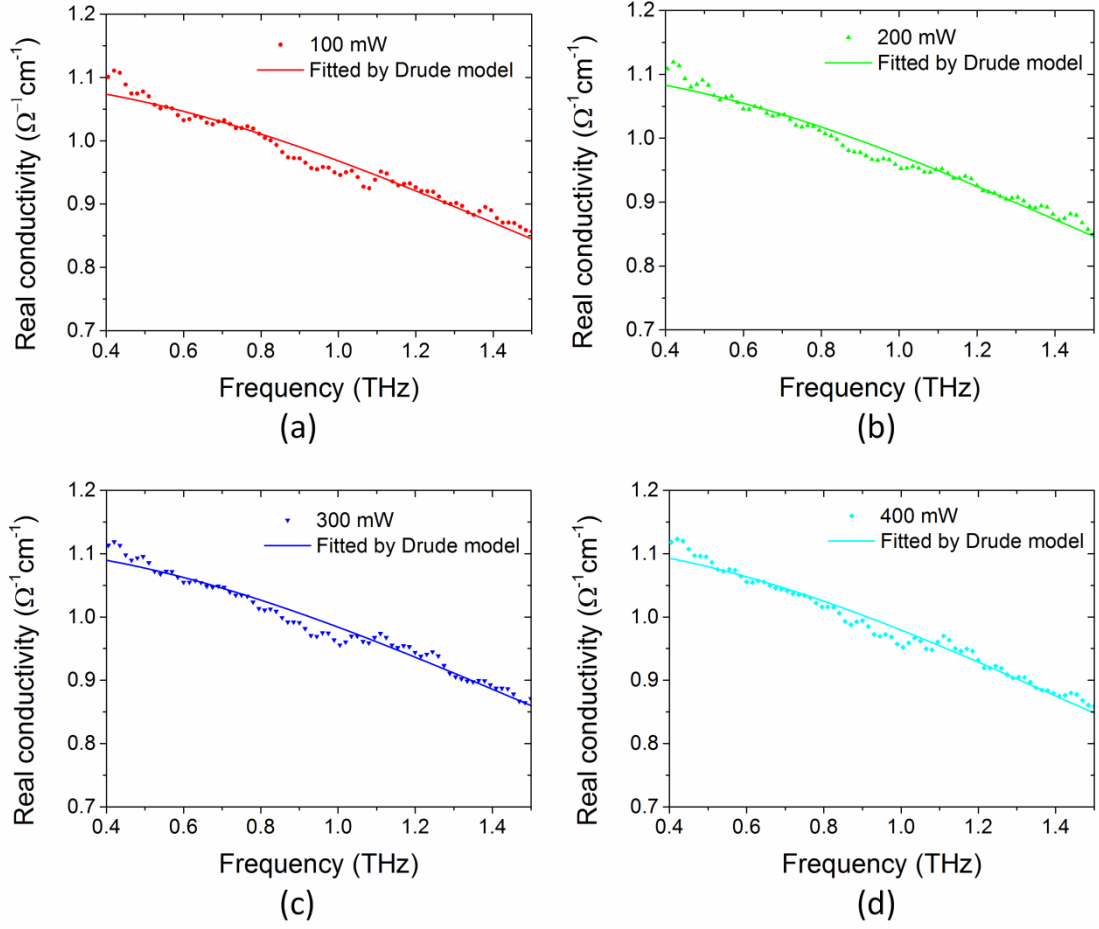 1.2
1.1
1.0
0.9
0.8
0.7
Real conductivity (Ω⁻¹cm⁻¹)
100 mW
Fitted by Drude model
0.4 0.6 0.8 1.0 1.2 1.4
Frequency (THz)
(a)
1.2
1.1
1.0
0.9
0.8
0.7
Real conductivity (Ω⁻¹cm⁻¹)
200 mW
Fitted by Drude model
0.4 0.6 0.8 1.0 1.2 1.4
Frequency (THz)
(b)
1.2
1.1
1.0
0.9
0.8
0.7
Real conductivity (Ω⁻¹cm⁻¹)
300 mW
Fitted by Drude model
0.4 0.6 0.8 1.0 1.2 1.4
Frequency (THz)
(c)
1.2
1.1
1.0
0.9
0.8
0.7
Real conductivity (Ω⁻¹cm⁻¹)
400 mW
Fitted by Drude model
0.4 0.6 0.8 1.0 1.2 1.4
Frequency (THz)
(d)